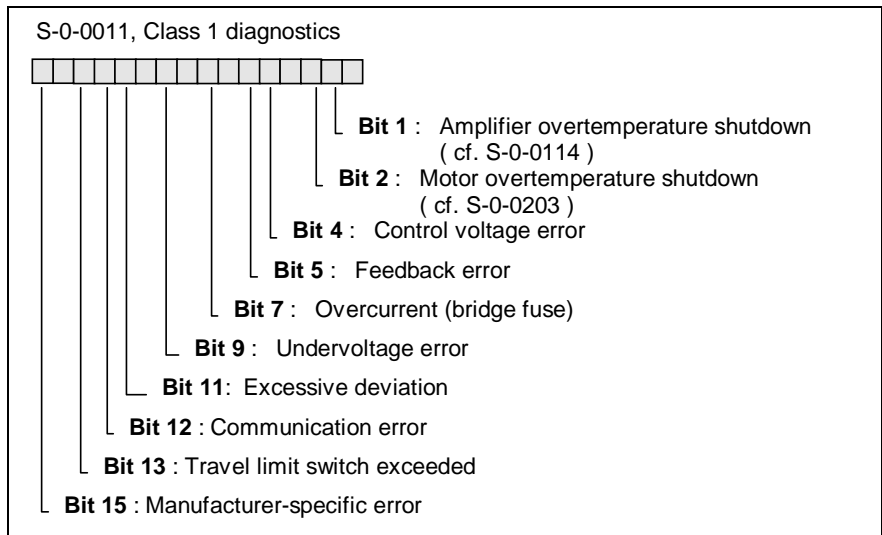 S-0-0011, Class 1 diagnostics
Bit 1 : Amplifier overtemperature shutdown
( cf. S-0-0114 )
Bit 2 : Motor overtemperature shutdown
( cf. S-0-0203 )
Bit 4 : Control voltage error
Bit 5 : Feedback error
Bit 7 : Overcurrent (bridge fuse)
Bit 9 : Undervoltage error
Bit 11: Excessive deviation
Bit 12 : Communication error
Bit 13 : Travel limit switch exceeded
Bit 15 : Manufacturer-specific error